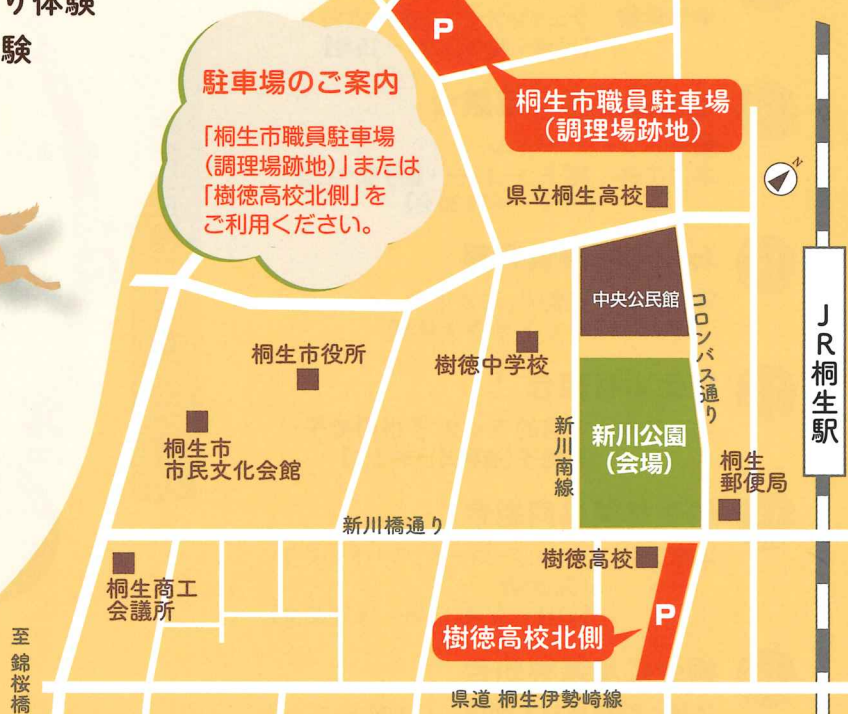 り体験
験
P
駐車場のご案内
「桐生市職員駐車場
(調理場跡地)」または
「樹徳高校北側」を
ご利用ください。
桐生市職員駐車場
(調理場跡地)
N
県立桐生高校
中央公民館
コロンバス通り
JR桐生駅
桐生市役所
樹徳中学校
桐生市
市民文化会館
新川南線
新川公園
(会場)
桐生
郵便局
新川橋通り
樹徳高校
桐生商工
会議所
P
樹徳高校北側
至 錦桜橋
県道 桐生伊勢崎線